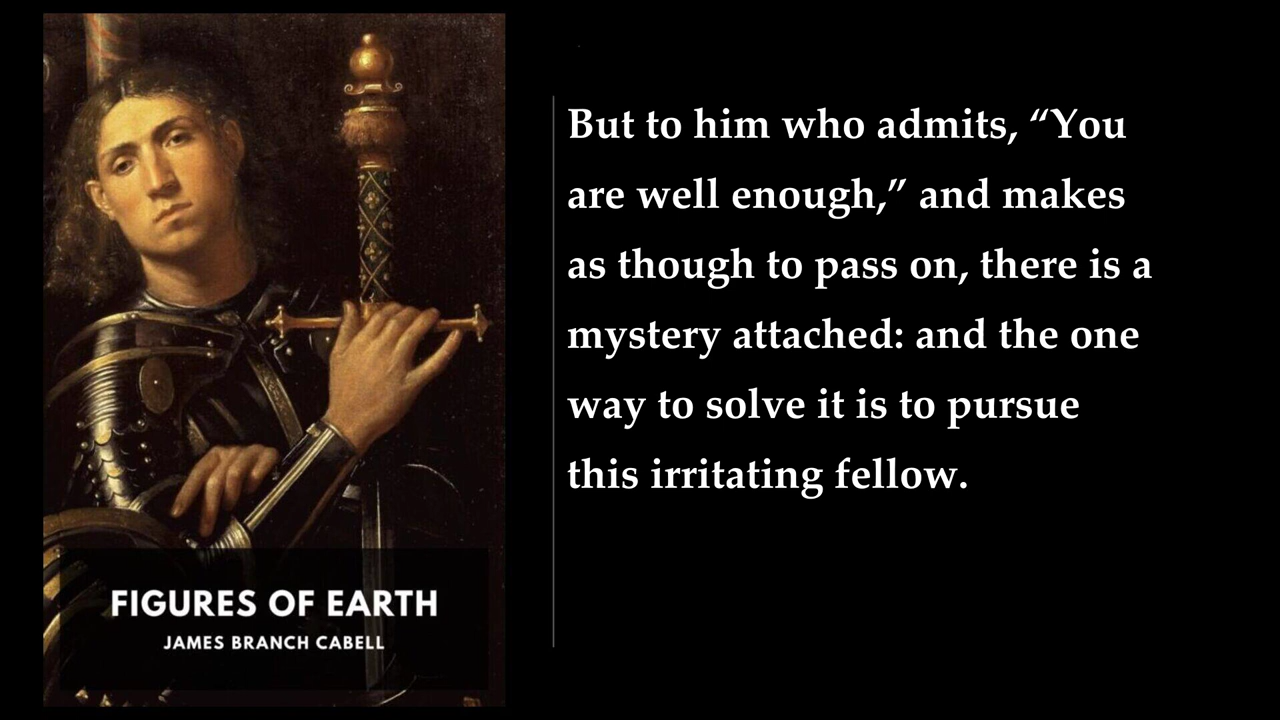 But to him who admits, “You
are well enough,” and makes
as though to pass on, there is a
mystery attached: and the one
way to solve it is to pursue
this irritating fellow.
FIGURES OF EARTH
JAMES BRANCH CABELL